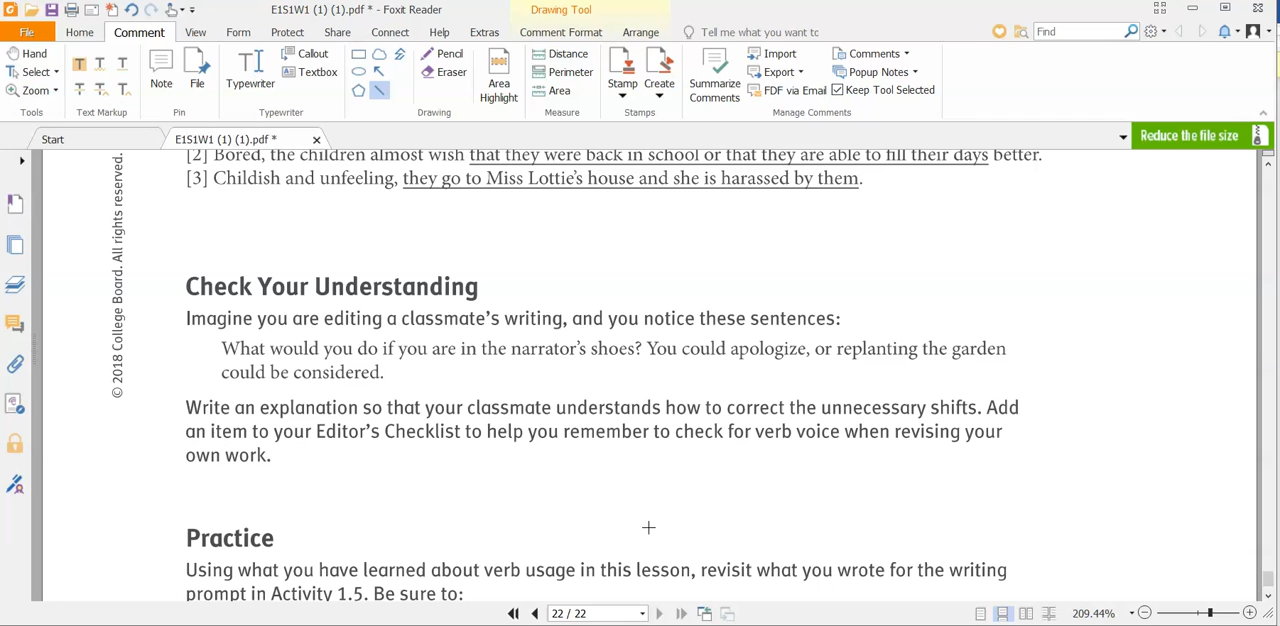 E1S1W1 (1) (1).pdf * - Foxit Reader
Drawing Tool
File
Home
Comment
View
Form
Protect
Share
Connect
Help
Extras
Comment Format
Arrange
Tell me what you want tc
Find
Hand
Select
Zoom
Tools
T T T
T T T
Text Markup
Note
File
Pin
Typewriter
Callout
Textbox
Typewriter
Pencil
Eraser
Area
Highlight
Drawing
Distance
Perimeter
Area
Measure
Stamp
Create
Stamps
Summarize
Comments
Import
Export
FDF via Email
Comments
Popup Notes
Keep Tool Selected
Manage Comments
Start
E1S1W1 (1) (1).pdf *
Reduce the file size
[2] Bored, the children almost wish that they were back in school or that they are able to fill their days better.
[3] Childish and unfeeling, they go to Miss Lottie's house and she is harassed by them.
© 2018 College Board. All rights reserved.
Check Your Understanding
Imagine you are editing a classmate's writing, and you notice these sentences:
What would you do if you are in the narrator's shoes? You could apologize, or replanting the garden
could be considered.
Write an explanation so that your classmate understands how to correct the unnecessary shifts. Add
an item to your Editor's Checklist to help you remember to check for verb voice when revising your
own work.
Practice
Using what you have learned about verb usage in this lesson, revisit what you wrote for the writing
prompt in Activity 1.5. Be sure to:
22 / 22
209.44%